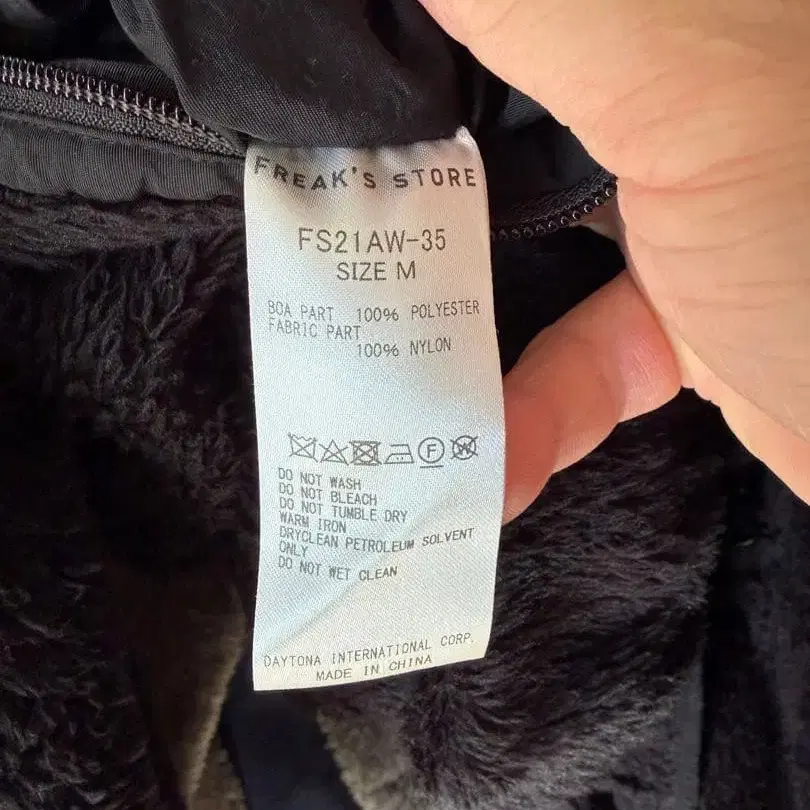 FREAK'S STORE
FS21AW-35
SIZE M
BOA PART 100% POLYESTER
FABRIC PART
100% NYLON
F W
DO NOT WASH
DO NOT BLEACH
DO NOT TUMBLE DRY
WARM IRON
DRYCLEAN PETROLEUM SOLVENT
ONLY
DO NOT WET CLEAN
DAYTONA INTERNATIONAL CORP.
MADE IN CHINA